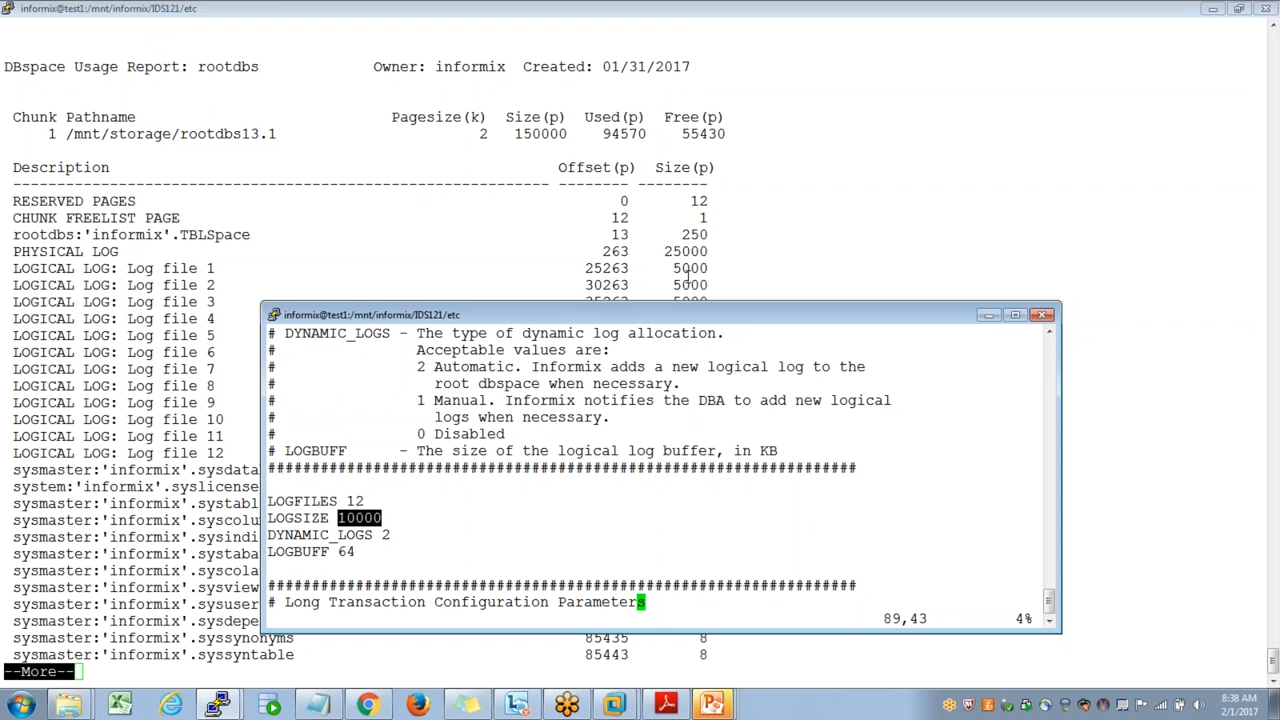 informix@test1:/mnt/informix/IDS121/etc
DBspace Usage Report: rootdbs Owner: informix Created: 01/31/2017
Chunk Pathname Pagesize(k) Size(p) Used(p) Free(p)
1 /mnt/storage/rootdbs13.1 2 150000 94570 55430
Description Offset(p) Size(p)
------------------------------------------------------------- -------- --------
RESERVED PAGES 0 12
CHUNK FREELIST PAGE 12 1
rootdbs:'informix'.TBLSpace 13 250
PHYSICAL LOG 263 25000
LOGICAL LOG: Log file 1 25263 5000
LOGICAL LOG: Log file 2 30263 5000
LOGICAL LOG: Log file 3
LOGICAL LOG: Log file 4
LOGICAL LOG: Log file 5
LOGICAL LOG: Log file 6
LOGICAL LOG: Log file 7
LOGICAL LOG: Log file 8
LOGICAL LOG: Log file 9
LOGICAL LOG: Log file 10
LOGICAL LOG: Log file 11
LOGICAL LOG: Log file 12
sysmaster:'informix'.sysdata
system:'informix'.syslicense
sysmaster:'informix'.systabl
sysmaster:'informix'.syscolu
sysmaster:'informix'.sysindi
sysmaster:'informix'.systaba
sysmaster:'informix'.syscola
sysmaster:'informix'.sysview
sysmaster:'informix'.sysuser
sysmaster:'informix'.sysdepe
sysmaster:'informix'.syssynonyms 85435 8
sysmaster:'informix'.syssyntable 85443 8
--More--
informix@test1:/mnt/informix/IDS121/etc
# DYNAMIC_LOGS - The type of dynamic log allocation.
# Acceptable values are:
# 2 Automatic. Informix adds a new logical log to the
# root dbspace when necessary.
# 1 Manual. Informix notifies the DBA to add new logical
# logs when necessary.
# 0 Disabled
# LOGBUFF - The size of the logical log buffer, in KB
###################################################################
LOGFILES 12
LOGSIZE 10000
DYNAMIC_LOGS 2
LOGBUFF 64
###################################################################
# Long Transaction Configuration Parameters
89,43 4%
8:38 AM
2/1/2017